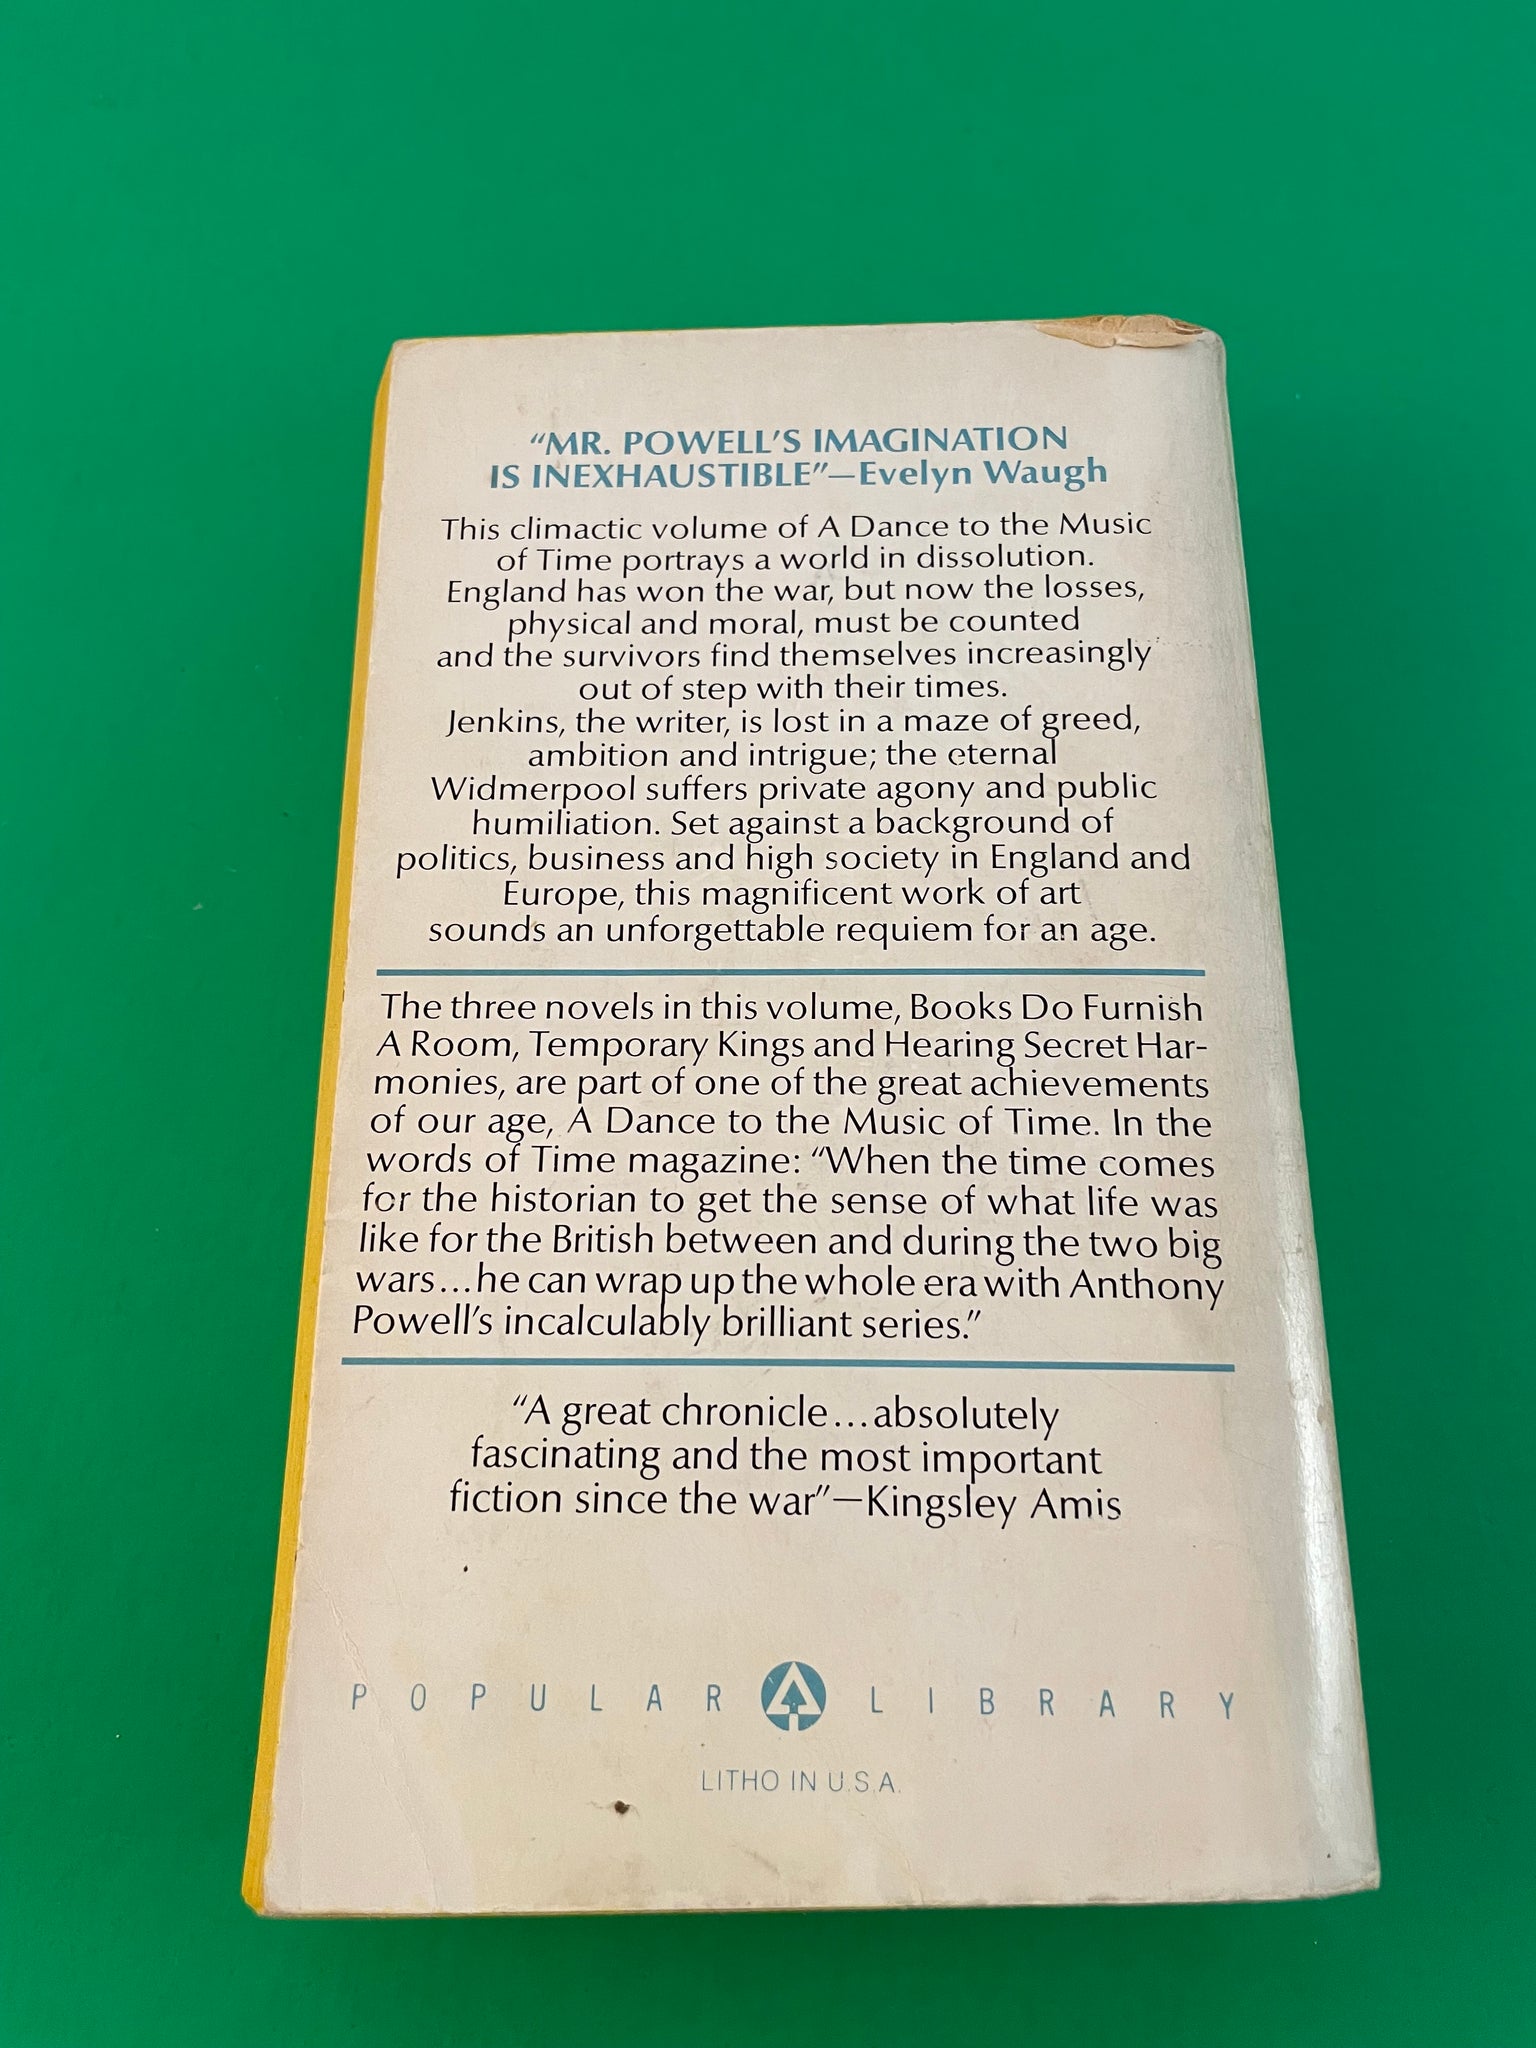 “MR. POWELL’S IMAGINATION
IS INEXHAUSTIBLE”—Evelyn Waugh
This climactic volume of A Dance to the Music
of Time portrays a world in dissolution.
England has won the war, but now the losses,
physical and moral, must be counted
and the survivors find themselves increasingly
out of step with their times.
Jenkins, the writer, is lost in a maze of greed,
ambition and intrigue; the eternal
Widmerpool suffers private agony and public
humiliation. Set against a background of
politics, business and high society in England and
Europe, this magnificent work of art
sounds an unforgettable requiem for an age.
The three novels in this volume, Books Do Furnish
A Room, Temporary Kings and Hearing Secret Har-
monies, are part of one of the great achievements
of our age, A Dance to the Music of Time. In the
words of Time magazine: “When the time comes
for the historian to get the sense of what life was
like for the British between and during the two big
wars...he can wrap up the whole era with Anthony
Powell’s incalculably brilliant series.”
“A great chronicle...absolutely
fascinating and the most important
fiction since the war”—Kingsley Amis
POPULAR LIBRARY
LITHO IN U.S.A.